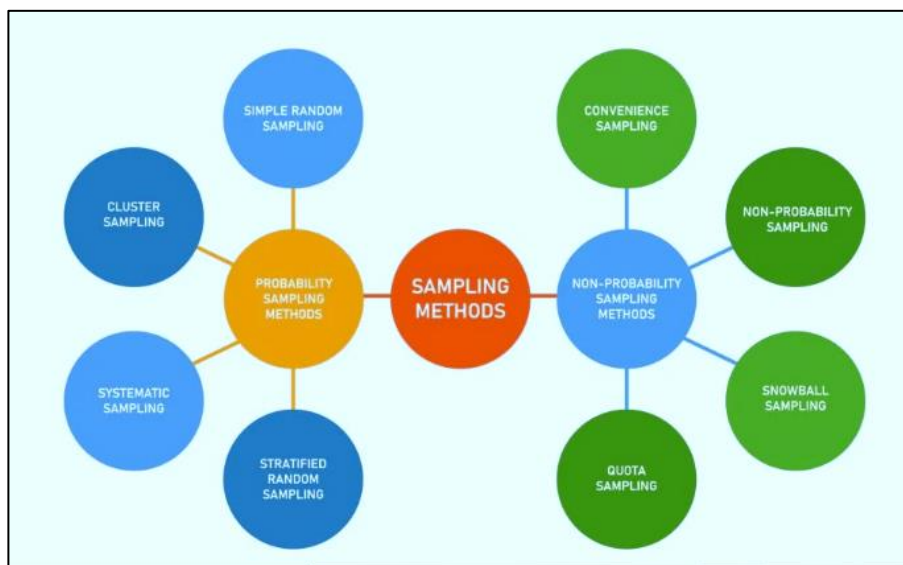 SIMPLE RANDOM
SAMPLING
CONVENIENCE
SAMPLING
CLUSTER
SAMPLING
NON-PROBABILITY
SAMPLING
PROBABILITY
SAMPLING
METHODS
SAMPLING
METHODS
NON-PROBABILITY
SAMPLING
METHODS
SYSTEMATIC
SAMPLING
SNOWBALL
SAMPLING
STRATIFIED
RANDOM
SAMPLING
QUOTA
SAMPLING